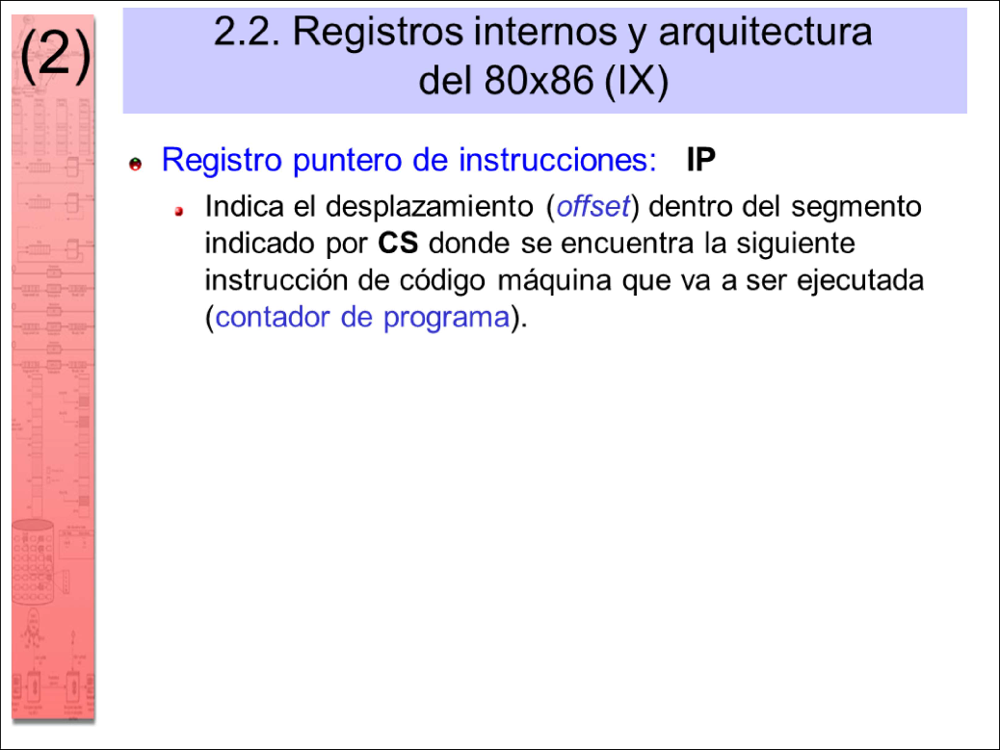 (2)
2.2. Registros internos y arquitectura
del 80x86 (IX)
Registro puntero de instrucciones: IP
Indica el desplazamiento (offset) dentro del segmento
indicado por CS donde se encuentra la siguiente
instrucción de código máquina que va a ser ejecutada
(contador de programa).